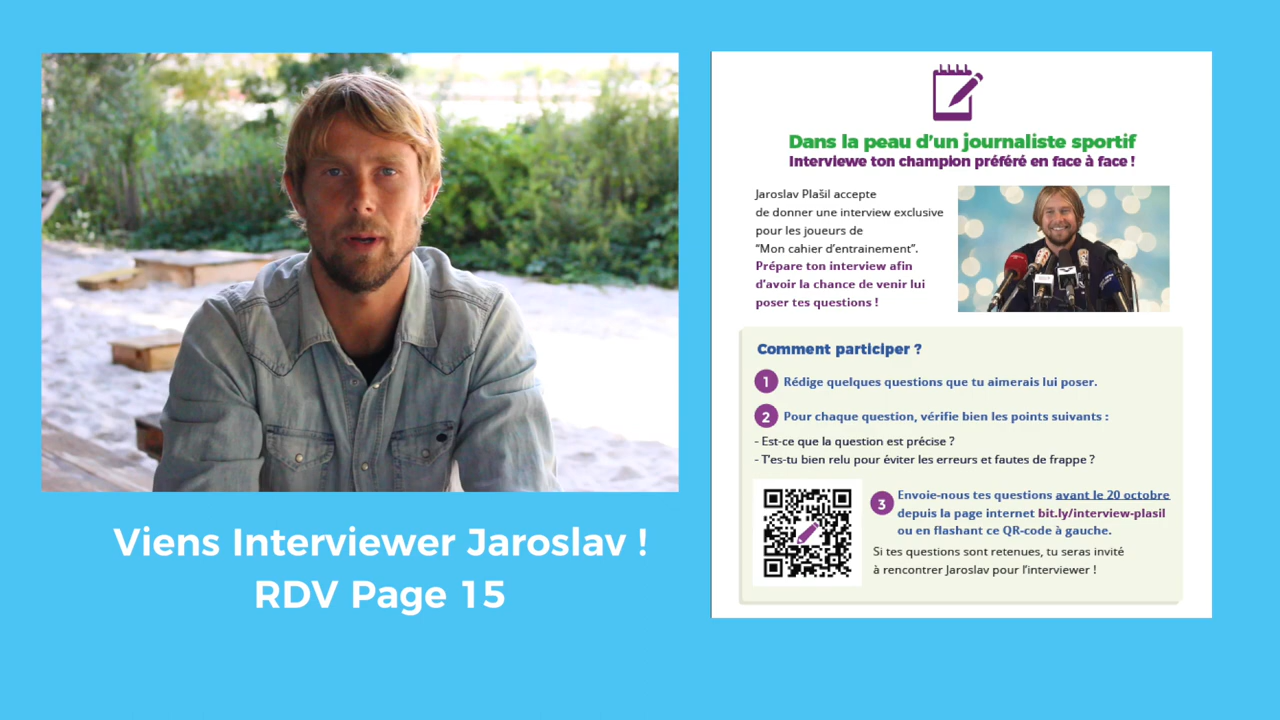 Viens Interviewer Jaroslav !
RDV Page 15
Dans la peau d'un journaliste sportif
Interviewe ton champion préféré en face à face !
Jaroslav Plašil accepte
de donner une interview exclusive
pour les joueurs de
“Mon cahier d’entrainement”.
Prépare ton interview afin
d’avoir la chance de venir lui
poser tes questions !
Comment participer ?
1 Rédige quelques questions que tu aimerais lui poser.
2 Pour chaque question, vérifie bien les points suivants :
- Est-ce que la question est précise ?
- T’es-tu bien relu pour éviter les erreurs et fautes de frappe ?
3 Envoie-nous tes questions avant le 20 octobre
depuis la page internet bit.ly/interview-plasil
ou en flashant ce QR-code à gauche.
Si tes questions sont retenues, tu seras invité
à rencontrer Jaroslav pour l’interviewer !